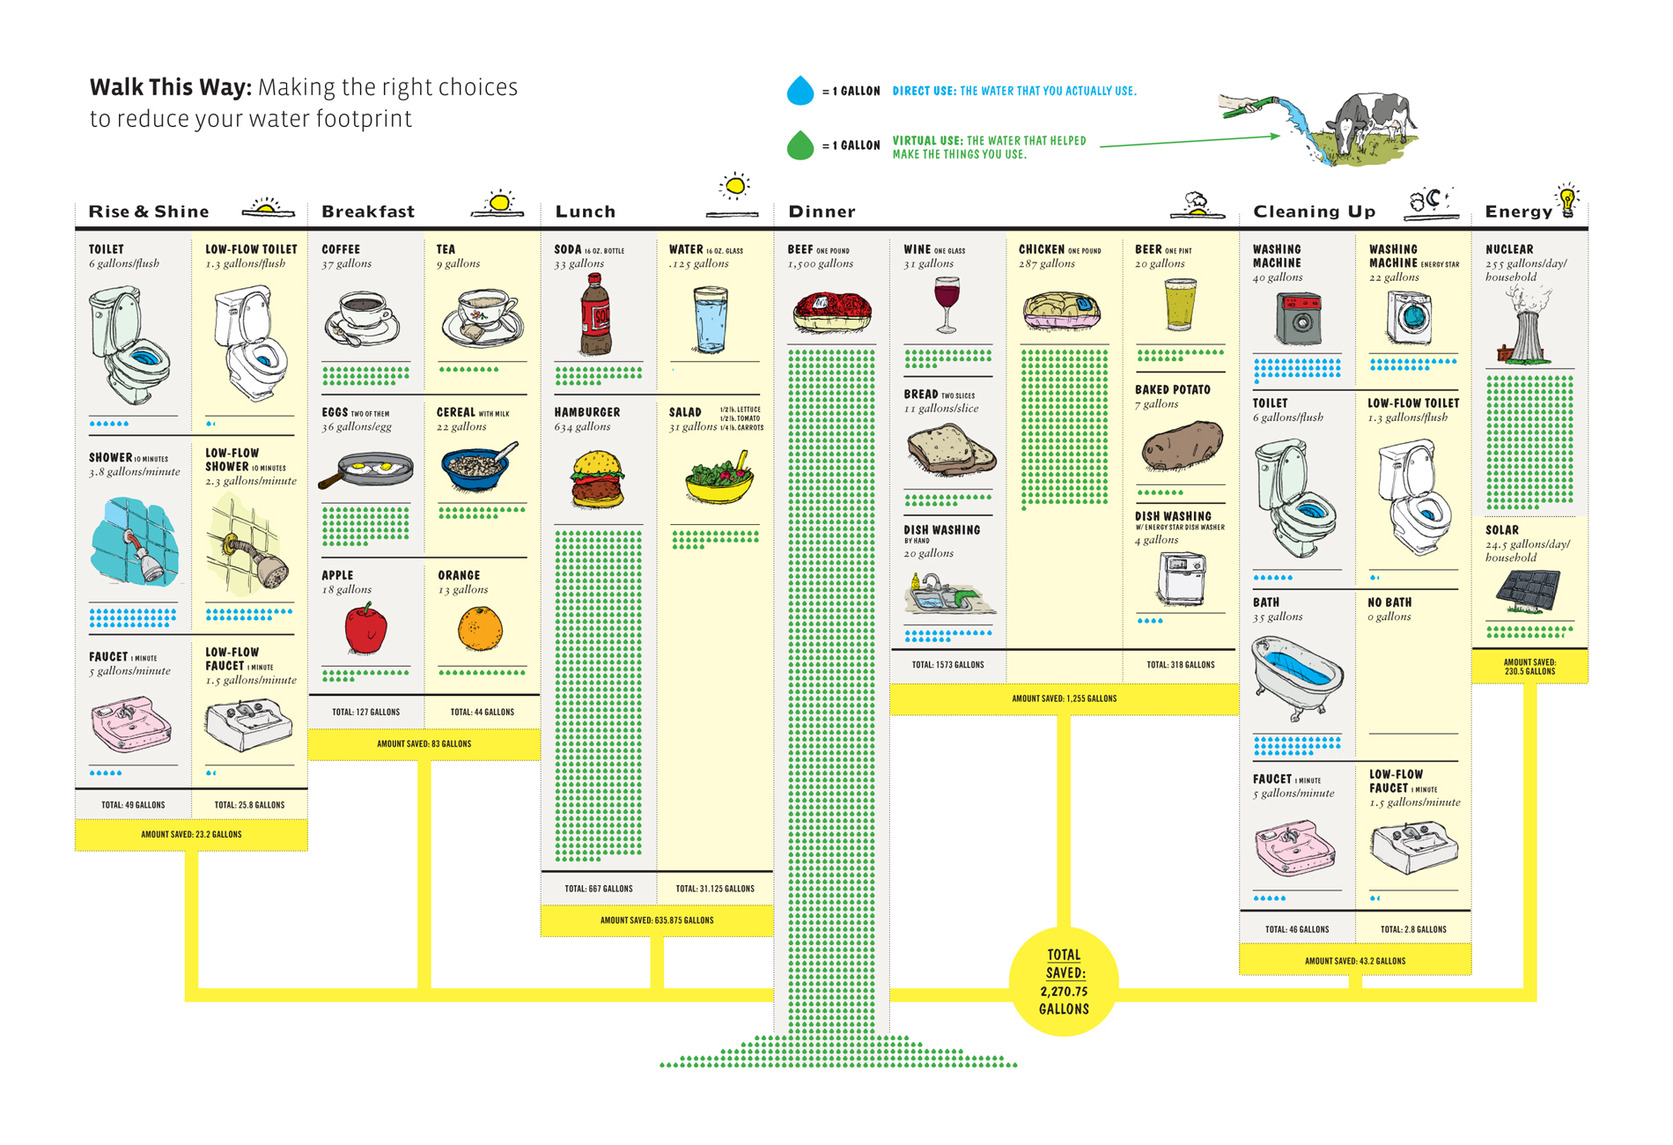 Walk This Way: Making the right choices
to reduce your water footprint
= 1 GALLON DIRECT USE: THE WATER THAT YOU ACTUALLY USE.
= 1 GALLON VIRTUAL USE: THE WATER THAT HELPED
MAKE THE THINGS YOU USE.
Rise & Shine
TOILET
6 gallons/flush
LOW-FLOW TOILET
1.3 gallons/flush
SHOWER 10 MINUTES
3.8 gallons/minute
LOW-FLOW
SHOWER 10 MINUTES
2.3 gallons/minute
FAUCET 1 MINUTE
5 gallons/minute
LOW-FLOW
FAUCET 1 MINUTE
1.5 gallons/minute
TOTAL: 49 GALLONS
TOTAL: 25.8 GALLONS
AMOUNT SAVED: 23.2 GALLONS
Breakfast
COFFEE
37 gallons
TEA
9 gallons
EGGS TWO OF THEM
36 gallons/egg
CEREAL WITH MILK
22 gallons
APPLE
18 gallons
ORANGE
13 gallons
TOTAL: 127 GALLONS
TOTAL: 44 GALLONS
AMOUNT SAVED: 83 GALLONS
Lunch
SODA 16 OZ. BOTTLE
33 gallons
SODA
WATER 16 OZ. GLASS
.125 gallons
HAMBURGER
634 gallons
SALAD 1/2 lb. LETTUCE
1/2 lb. TOMATO
31 gallons 1/4 lb. CARROTS
TOTAL: 667 GALLONS
TOTAL: 31.125 GALLONS
AMOUNT SAVED: 635.875 GALLONS
Dinner
BEEF ONE POUND
1,500 gallons
WINE ONE GLASS
31 gallons
BREAD TWO SLICES
11 gallons/slice
DISH WASHING
BY HAND
20 gallons
CHICKEN ONE POUND
287 gallons
BEER ONE PINT
20 gallons
BAKED POTATO
7 gallons
DISH WASHING
W/ ENERGY STAR DISH WASHER
4 gallons
TOTAL: 1573 GALLONS
TOTAL: 318 GALLONS
AMOUNT SAVED: 1,255 GALLONS
Cleaning Up
WASHING
MACHINE
40 gallons
WASHING
MACHINE ENERGY STAR
22 gallons
TOILET
6 gallons/flush
LOW-FLOW TOILET
1.3 gallons/flush
BATH
35 gallons
NO BATH
0 gallons
FAUCET 1 MINUTE
5 gallons/minute
LOW-FLOW
FAUCET 1 MINUTE
1.5 gallons/minute
TOTAL: 46 GALLONS
TOTAL: 2.8 GALLONS
AMOUNT SAVED: 43.2 GALLONS
Energy
NUCLEAR
255 gallons/day/
household
SOLAR
24.5 gallons/day/
household
AMOUNT SAVED:
230.5 GALLONS
TOTAL
SAVED:
2,270.75
GALLONS